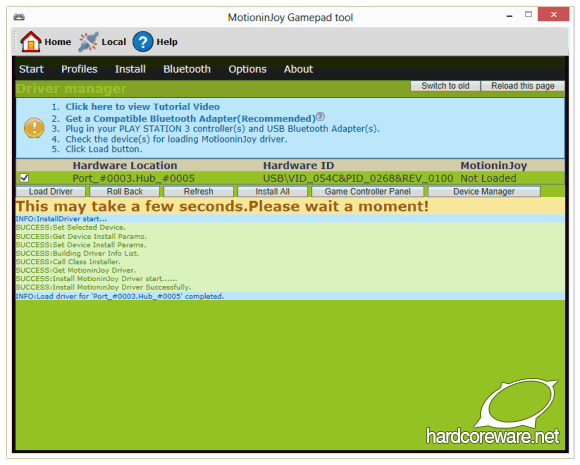 MotioninJoy Gamepad tool
Home Local Help
Start Profiles Install Bluetooth Options About
Driver manager Switch to old Reload this page
1. Click here to view Tutorial Video
2. Get a Compatible Bluetooth Adapter(Recommended)
3. Plug in your PLAY STATION 3 controller(s) and USB Bluetooth Adapter(s).
4. Check the device(s) for loading MotioninJoy driver.
5. Click Load button.
Hardware Location Hardware ID MotioninJoy
Port_#0003.Hub_#0005 USB\VID_054C&PID_0268&REV_0100 Not Loaded
Load Driver Roll Back Refresh Install All Game Controller Panel Device Manager
This may take a few seconds.Please wait a moment!
INFO:InstallDriver start...
SUCCESS:Set Selected Device.
SUCCESS:Get Device Install Params.
SUCCESS:Set Device Install Params.
SUCCESS:Building Driver Info List.
SUCCESS:Call Class Installer.
SUCCESS:Get MotioninJoy Driver.
SUCCESS:Install MotioninJoy Driver start......
SUCCESS:Install MotioninJoy Driver Successfully.
INFO:Load driver for 'Port_#0003.Hub_#0005' completed.
hardcoreware.net